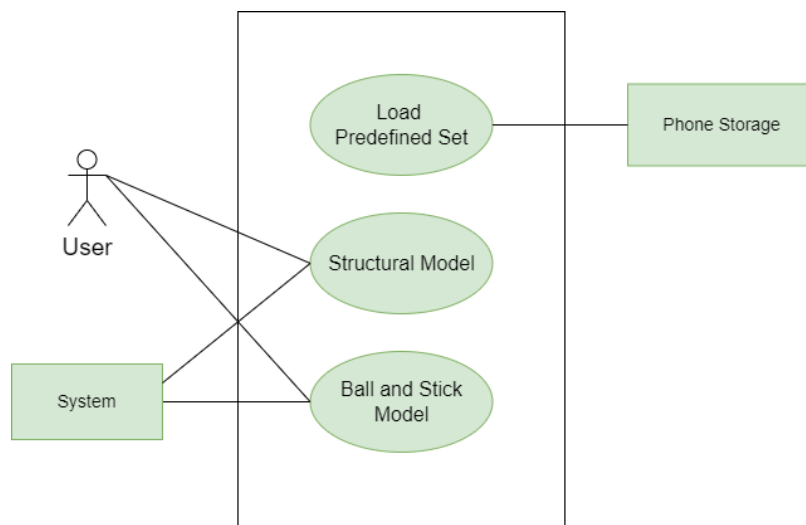 Load
Predefined Set
Phone Storage
User
Structural Model
System
Ball and Stick
Model